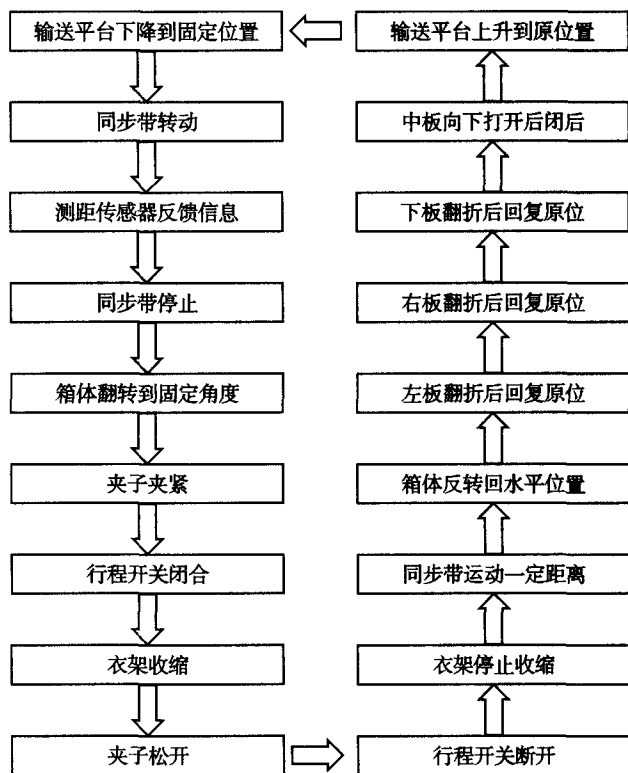 输送平台下降到固定位置
同步带转动
测距传感器反馈信息
同步带停止
箱体翻转到固定角度
夹子夹紧
行程开关闭合
衣架收缩
夹子松开
行程开关断开
衣架停止收缩
同步带运动一定距离
箱体反转回水平位置
左板翻折后回复原位
右板翻折后回复原位
下板翻折后回复原位
中板向下打开后闭后
输送平台上升到原位置